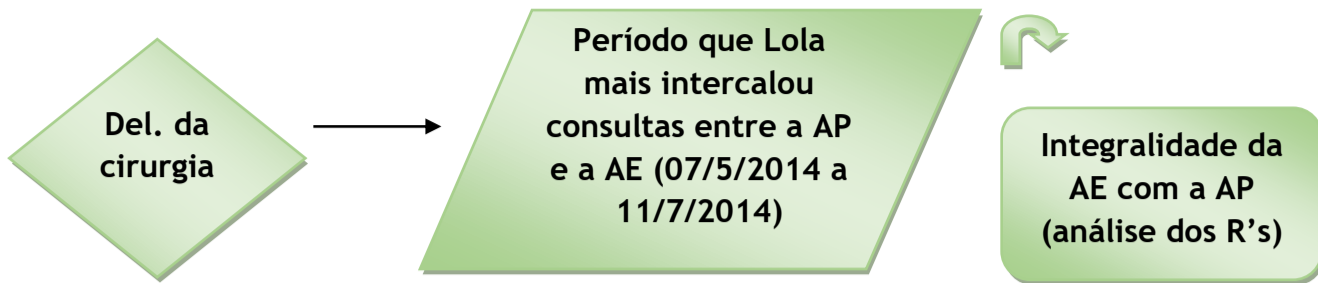 Del. da
cirurgia
Período que Lola
mais intercalou
consultas entre a AP
e a AE (07/5/2014 a
11/7/2014)
Integralidade da
AE com a AP
(análise dos R’s)